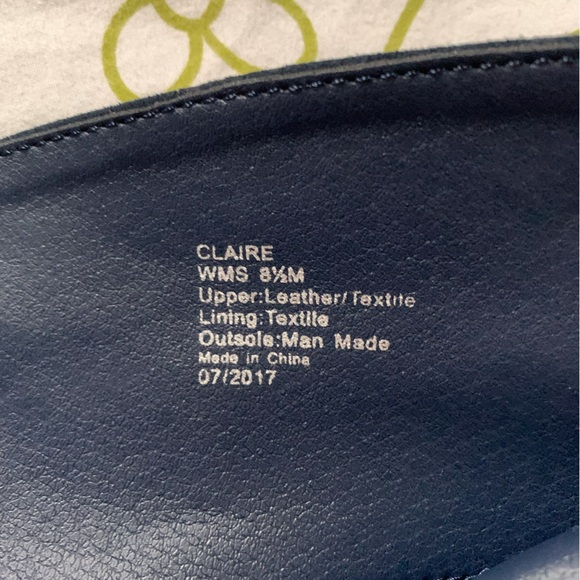 CLAIRE
WMS 8½M
Upper:Leather/Textile
Lining:Textile
Outsole:Man Made
Made in China
07/2017